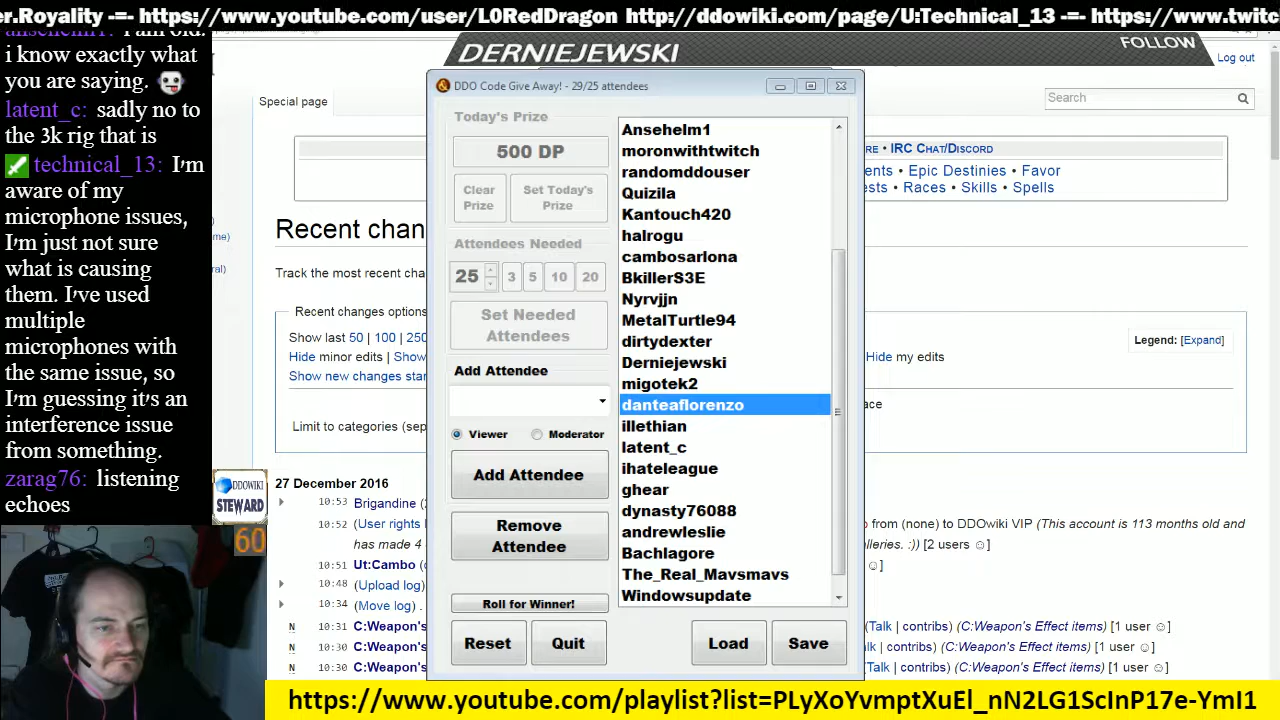 er.Royality -=- https://www.youtube.com/user/L0RedDragon http://ddowiki.com/page/U:Technical_13 -=- https://www.twitc
i know exactly what
you are saying.
latent_c: sadly no to
the 3k rig that is
technical_13: I'm
aware of my
microphone issues,
I'm just not sure
what is causing
them. I've used
multiple
microphones with
the same issue, so
I'm guessing it's an
interference issue
from something.
zarag76: listening
echoes
DDOWIKI
STEWARD
60
DERNIEJEWSKI
FOLLOW
Log out
Special page
Search
RE • IRC Chat/Discord
ents • Epic Destinies • Favor
ests • Races • Skills • Spells
Recent chan
Track the most recent cha
Recent changes options
Show last 50 | 100 | 250
Hide minor edits | Show
Hide my edits
Show new changes star
Legend: [Expand]
ace
Limit to categories (sep
27 December 2016
10:53 Brigandine (
10:52 (User rights
p from (none) to DDOwiki VIP (This account is 113 months old and
has made 4
lleries. :)) [2 users ☺]
10:51 Ut:Cambo (
10:48 (Upload log)
10:34 (Move log) .
N 10:31 C:Weapon's
(Talk | contribs) (C:Weapon's Effect items) [1 user ☺]
N 10:30 C:Weapon's
(Talk | contribs) (C:Weapon's Effect items) [1 user ☺]
N 10:30 C:Weapon's
(Talk | contribs) (C:Weapon's Effect items) [1 user ☺]
DDO Code Give Away! - 29/25 attendees
Today's Prize
500 DP
Clear Prize
Set Today's Prize
Attendees Needed
25 3 5 10 20
Set Needed
Attendees
Add Attendee
Viewer Moderator
Add Attendee
Remove
Attendee
Roll for Winner!
Reset Quit Load Save
Ansehelm1
moronwithtwitch
randomddouser
Quizila
Kantouch420
halrogu
cambosarlona
BkillerS3E
Nyrvjjn
MetalTurtle94
dirtydexter
Derniejewski
migotek2
danteaflorenzo
illethian
latent_c
ihateleague
ghear
dynasty76088
andrewleslie
Bachlagore
The_Real_Mavsmavs
Windowsupdate
https://www.youtube.com/playlist?list=PLyXoYvmptXuEl_nN2LG1ScInP17e-YmI1